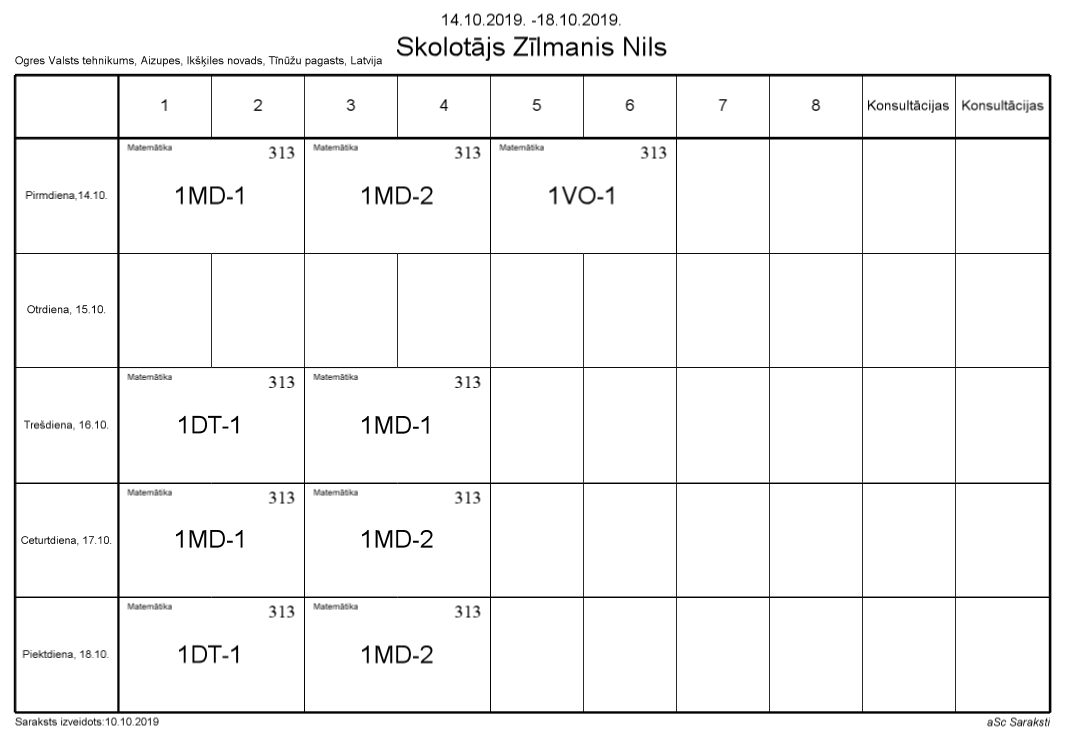 14.10.2019. -18.10.2019.
Skolotājs Zīlmanis Nils
Ogres Valsts tehnikums, Aizupes, Ikšķiles novads, Tīnūžu pagasts, Latvija
1 2 3 4 5 6 7 8 Konsultācijas Konsultācijas
Matemātika 313 Matemātika 313 Matemātika 313
Pirmdiena,14.10. 1MD-1 1MD-2 1VO-1
Otrdiena, 15.10.
Matemātika 313 Matemātika 313
Trešdiena, 16.10. 1DT-1 1MD-1
Matemātika 313 Matemātika 313
Ceturtdiena, 17.10. 1MD-1 1MD-2
Matemātika 313 Matemātika 313
Piektdiena, 18.10. 1DT-1 1MD-2
Saraksts izveidots:10.10.2019 aSc Saraksti